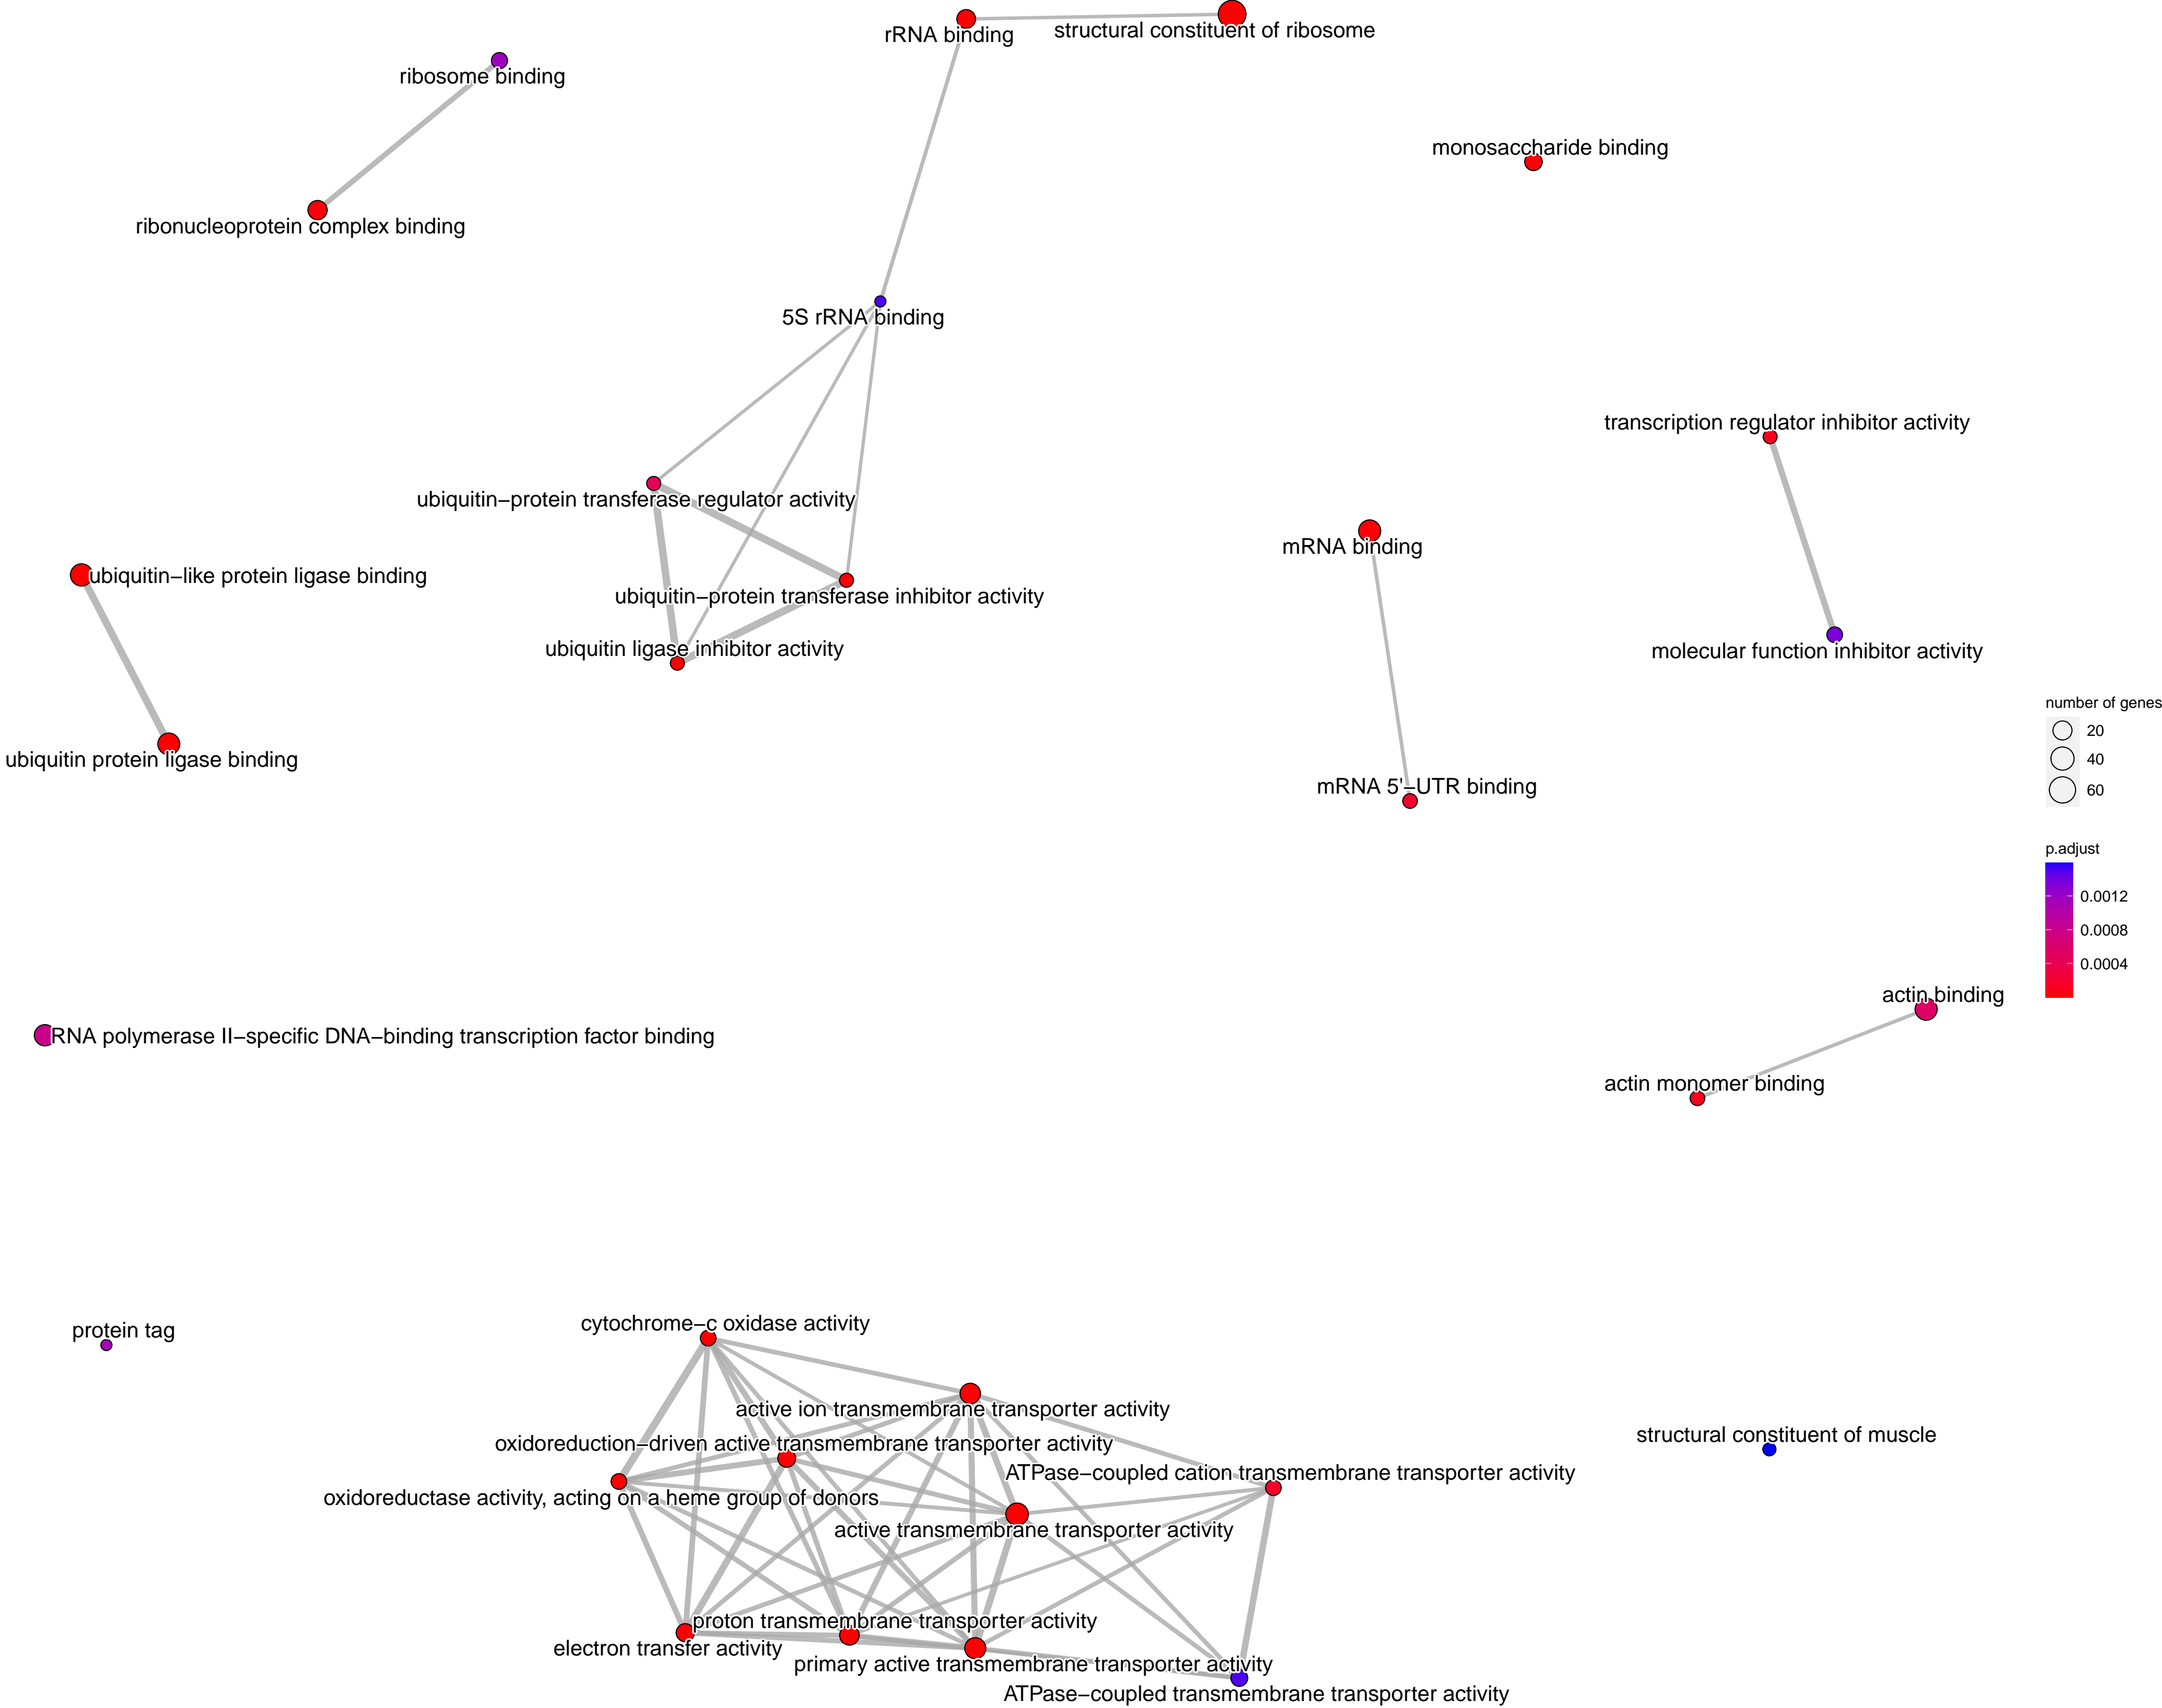 rRNA binding
structural constituent of ribosome
ribosome binding
monosaccharide binding
ribonucleoprotein complex binding
5S rRNA binding
transcription regulator inhibitor activity
ubiquitin−protein transferase regulator activity
mRNA binding
ubiquitin−like protein ligase binding
ubiquitin−protein transferase inhibitor activity
ubiquitin ligase inhibitor activity
molecular function inhibitor activity
ubiquitin protein ligase binding
mRNA 5'−UTR binding
number of genes
20
40
60
p.adjust
0.0012
0.0008
0.0004
actin binding
RNA polymerase II−specific DNA−binding transcription factor binding
actin monomer binding
protein tag
cytochrome−c oxidase activity
active ion transmembrane transporter activity
structural constituent of muscle
oxidoreduction−driven active transmembrane transporter activity
ATPase−coupled cation transmembrane transporter activity
oxidoreductase activity, acting on a heme group of donors
active transmembrane transporter activity
proton transmembrane transporter activity
electron transfer activity
primary active transmembrane transporter activity
ATPase−coupled transmembrane transporter activity